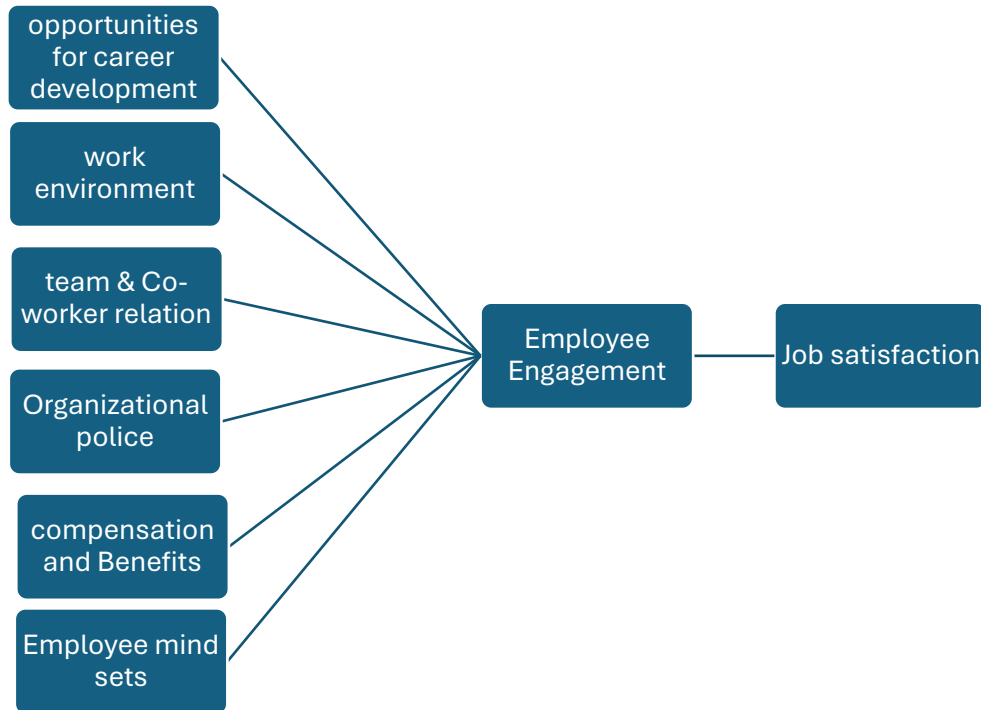 opportunities
for career
development
work
environment
team & Co-
worker relation
Organizational
police
compensation
and Benefits
Employee mind
sets
Employee
Engagement
Job satisfaction